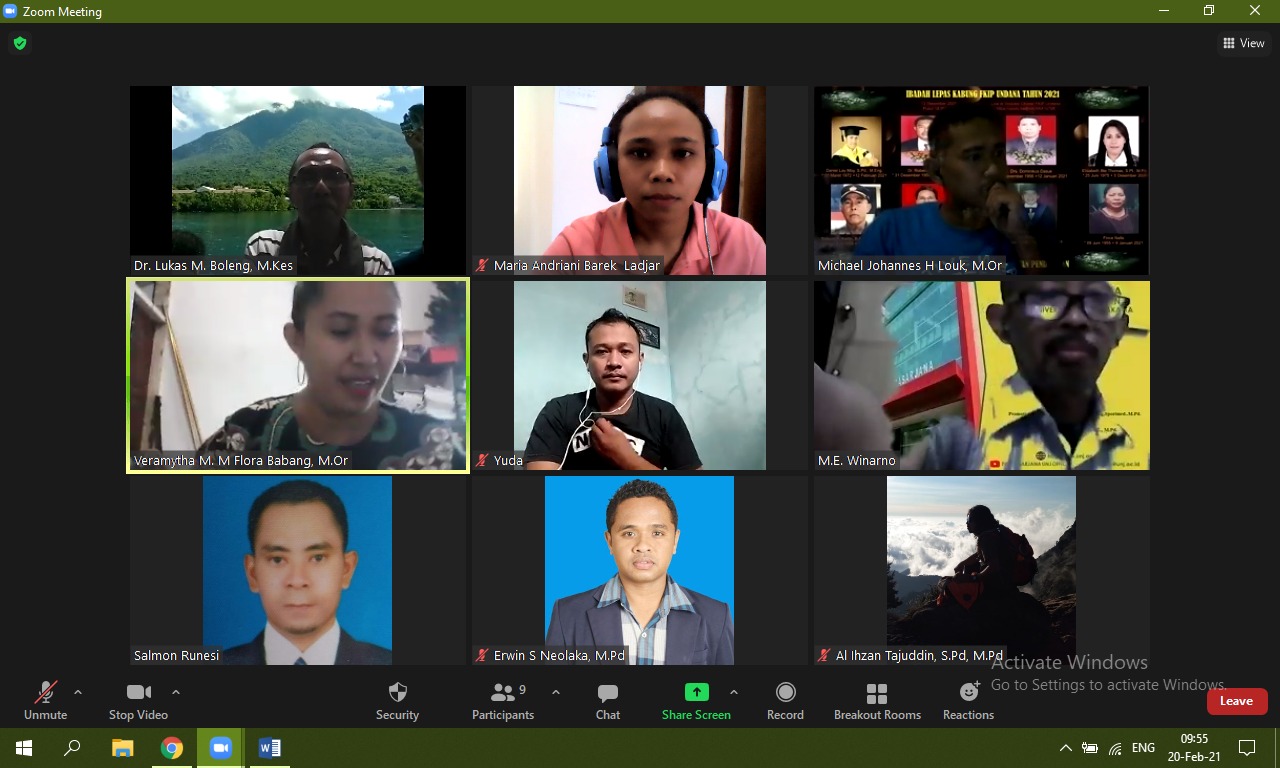 Zoom Meeting
View
IBADAH LEPAS KABUNG FKIP UNDANA TAHUN 2021
Dr. Lukas M. Boleng, M.Kes
Maria Andriani Barek Ladjar
Michael Johannes H Louk, M.Or
Veramytha M. M Flora Babang, M.Or
Yuda
M.E. Winarno
Salmon Runesi
Erwin S Neolaka, M.Pd
Al Ihzan Tajuddin, S.Pd, M.Pd
Activate Windows
Go to Settings to activate Windows.
Unmute
Stop Video
Security
Participants
9
Chat
Share Screen
Record
Breakout Rooms
Reactions
Leave
ENG
09:55
20-Feb-21